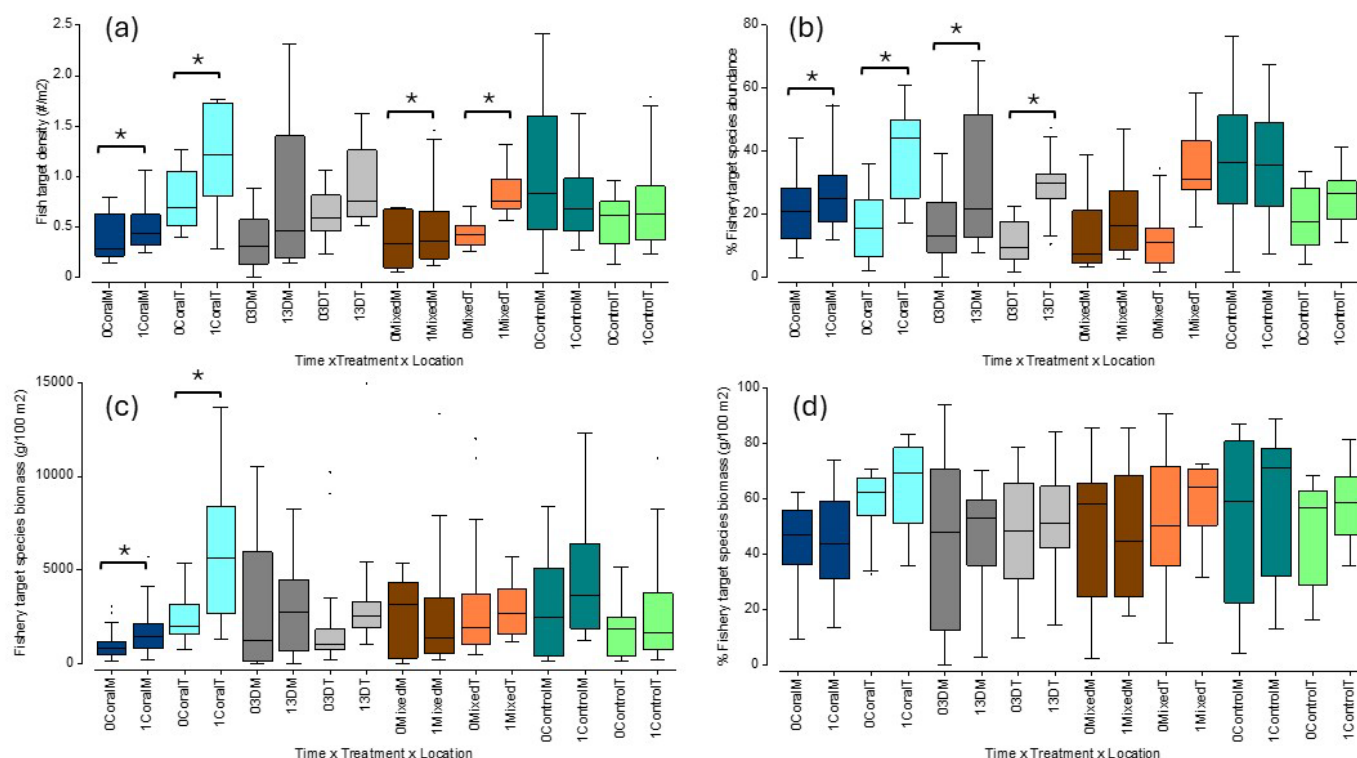 (a)
Fish target density (#/m2)
2.5
2.0
1.5
1.0
0.5
0
* * * *
0CoralM 1CoralM 0CoralT 1CoralT 03DM 13DM 03DT 13DT 0MixedM 1MixedM 0MixedT 1MixedT 0ControlM 1ControlM 0ControlT 1ControlT
Time xTreatment x Location
(b)
% Fishery target species abundance
80
60
40
20
0
* * * *
0CoralM 1CoralM 0CoralT 1CoralT 03DM 13DM 03DT 13DT 0MixedM 1MixedM 0MixedT 1MixedT 0ControlM 1ControlM 0ControlT 1ControlT
Time x Treatment x Location
(c)
Fishery target species biomass (g/100 m2)
15000
10000
5000
0
* *
0CoralM 1CoralM 0CoralT 1CoralT 03DM 13DM 03DT 13DT 0MixedM 1MixedM 0MixedT 1MixedT 0ControlM 1ControlM 0ControlT 1ControlT
Time x Treatment x Location
(d)
% Fishery target species biomass (g/100 m2)
100
80
60
40
20
0
0CoralM 1CoralM 0CoralT 1CoralT 03DM 13DM 03DT 13DT 0MixedM 1MixedM 0MixedT 1MixedT 0ControlM 1ControlM 0ControlT 1ControlT
Time x Treatment x Location